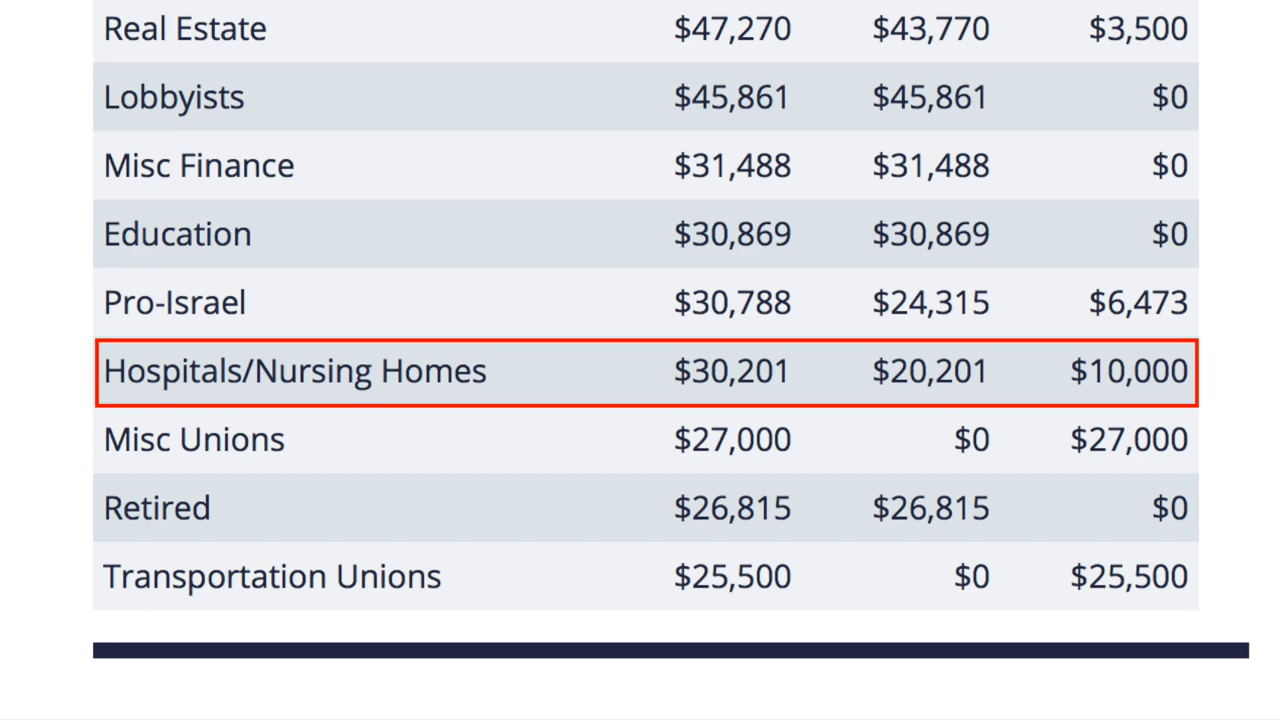 Real Estate $47,270 $43,770 $3,500
Lobbyists $45,861 $45,861 $0
Misc Finance $31,488 $31,488 $0
Education $30,869 $30,869 $0
Pro-Israel $30,788 $24,315 $6,473
Hospitals/Nursing Homes $30,201 $20,201 $10,000
Misc Unions $27,000 $0 $27,000
Retired $26,815 $26,815 $0
Transportation Unions $25,500 $0 $25,500